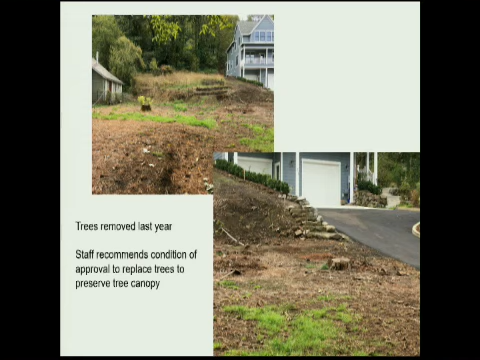 Trees removed last year
Staff recommends condition of
approval to replace trees to
preserve tree canopy